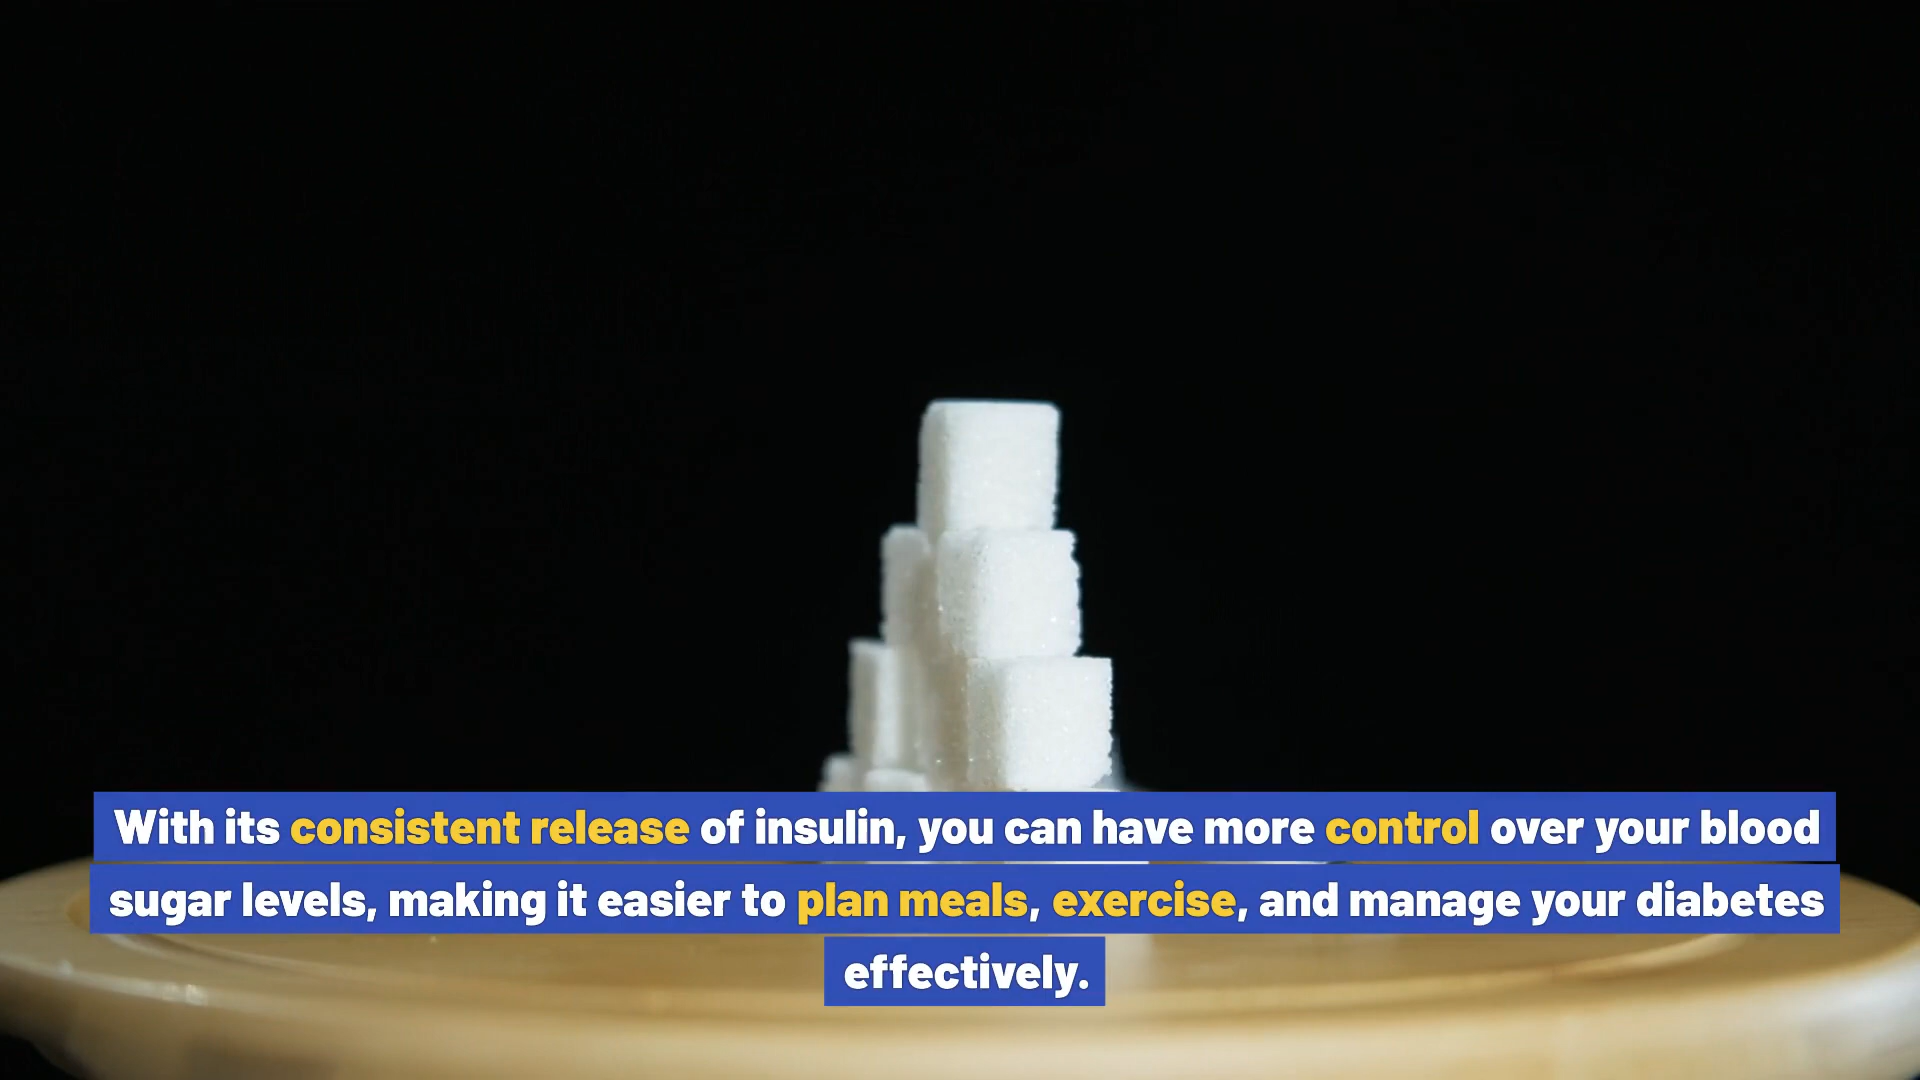 With its consistent release of insulin, you can have more control over your blood
sugar levels, making it easier to plan meals, exercise, and manage your diabetes
effectively.